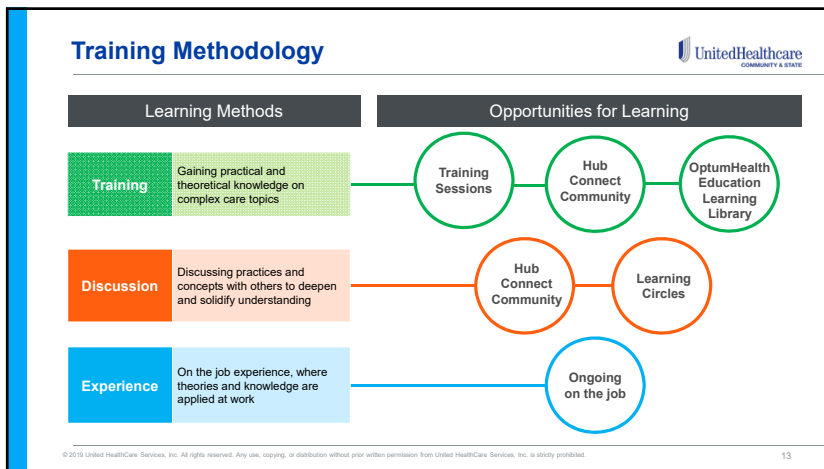 Training Methodology
UnitedHealthcare
COMMUNITY & STATE
Learning Methods
Opportunities for Learning
Training
Gaining practical and
theoretical knowledge on
complex care topics
Training
Sessions
Hub
Connect
Community
OptumHealth
Education
Learning
Library
Discussion
Discussing practices and
concepts with others to deepen
and solidify understanding
Hub
Connect
Community
Learning
Circles
Experience
On the job experience, where
theories and knowledge are
applied at work
Ongoing
on the job
© 2019 United HealthCare Services, Inc. All rights reserved. Any use, copying, or distribution without prior written permission from United HealthCare Services, Inc. is strictly prohibited.
13